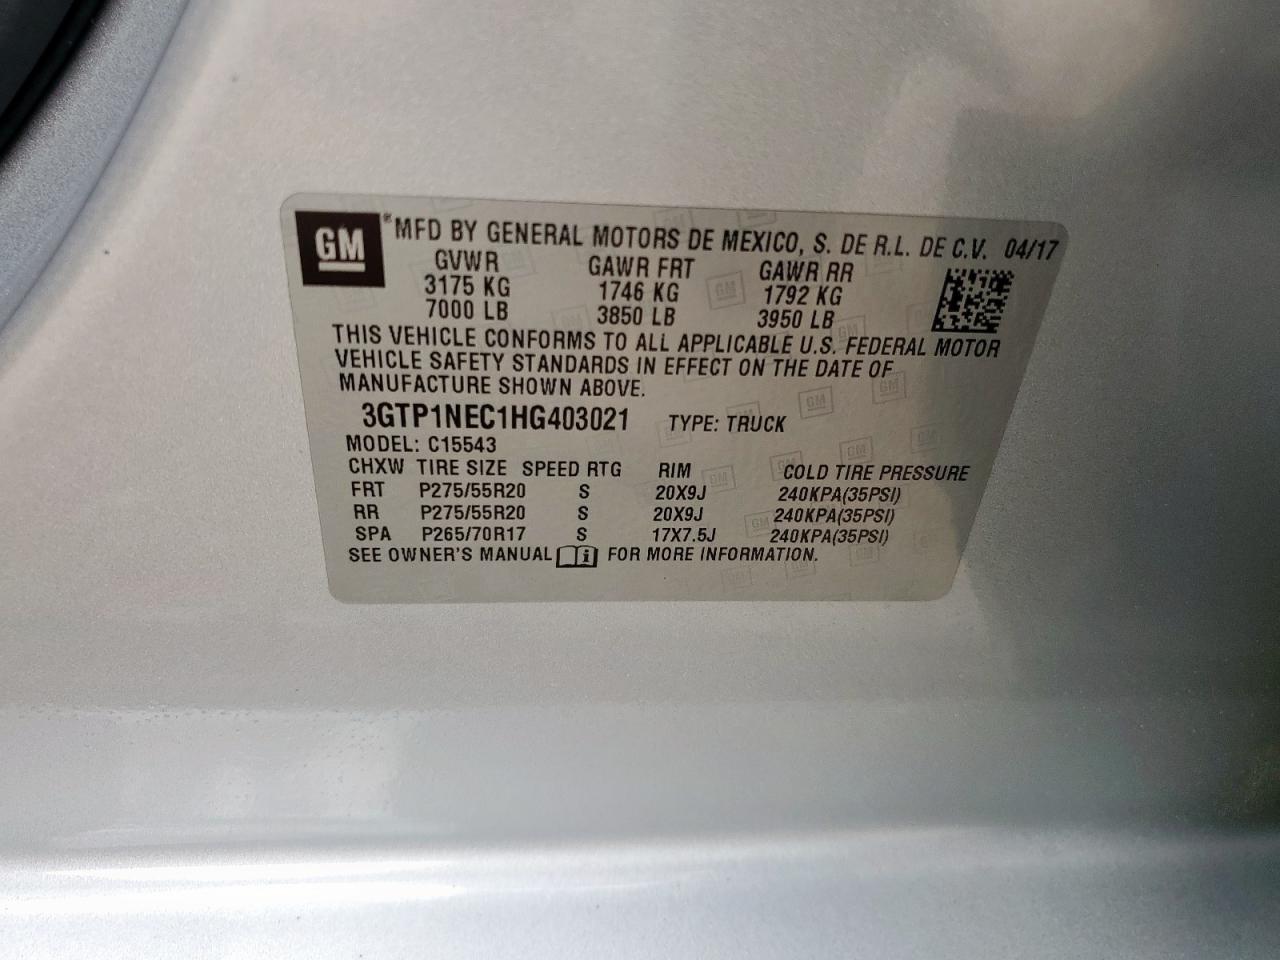 GM ® MFD BY GENERAL MOTORS DE MEXICO, S. DE R.L. DE C.V. 04/17
GVWR GAWR FRT GAWR RR
3175 KG 1746 KG 1792 KG
7000 LB 3850 LB 3950 LB
THIS VEHICLE CONFORMS TO ALL APPLICABLE U.S. FEDERAL MOTOR
VEHICLE SAFETY STANDARDS IN EFFECT ON THE DATE OF
MANUFACTURE SHOWN ABOVE.
3GTP1NEC1HG403021 TYPE: TRUCK
MODEL: C15543
CHXW TIRE SIZE SPEED RTG RIM COLD TIRE PRESSURE
FRT P275/55R20 S 20X9J 240KPA(35PSI)
RR P275/55R20 S 20X9J 240KPA(35PSI)
SPA P265/70R17 S 17X7.5J 240KPA(35PSI)
SEE OWNER'S MANUAL i FOR MORE INFORMATION.